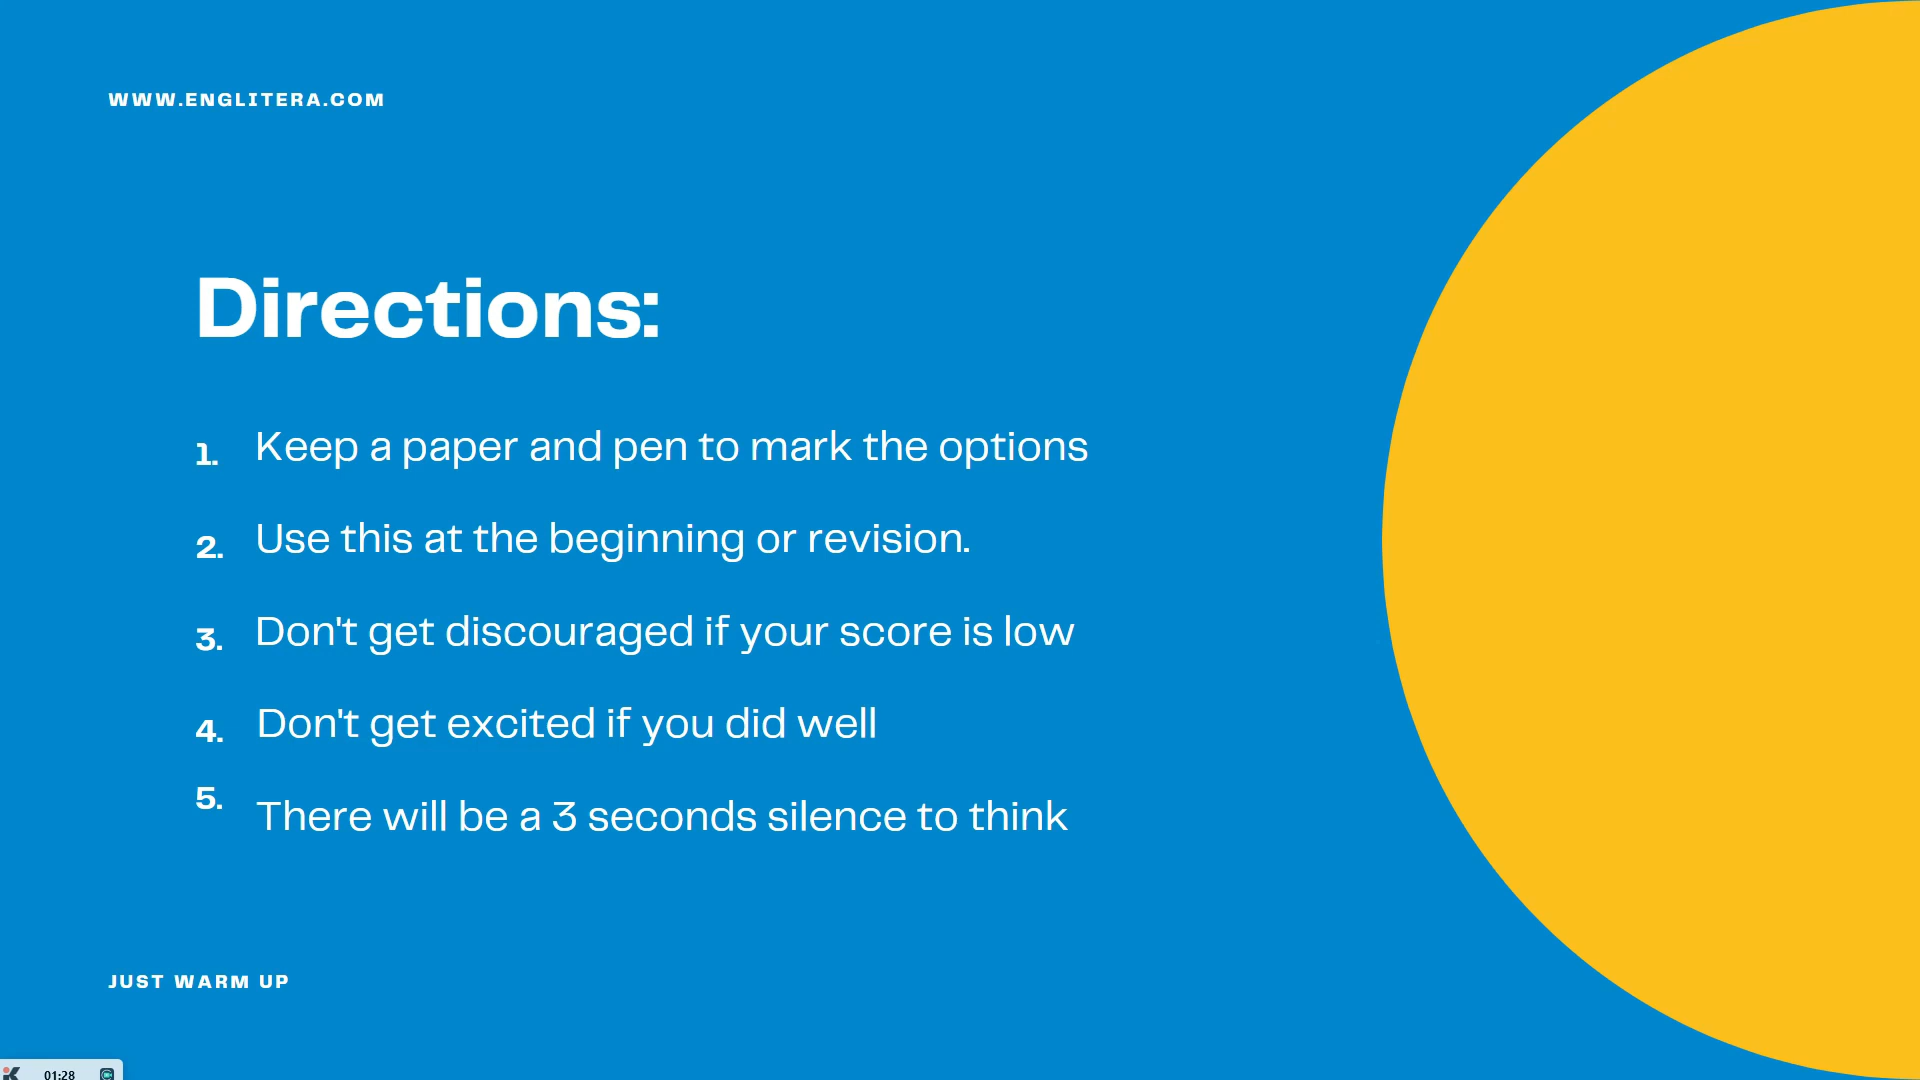 WWW.ENGLITERA.COM
Directions:
1. Keep a paper and pen to mark the options
2. Use this at the beginning or revision.
3. Don't get discouraged if your score is low
4. Don't get excited if you did well
5. There will be a 3 seconds silence to think
JUST WARM UP
01:28